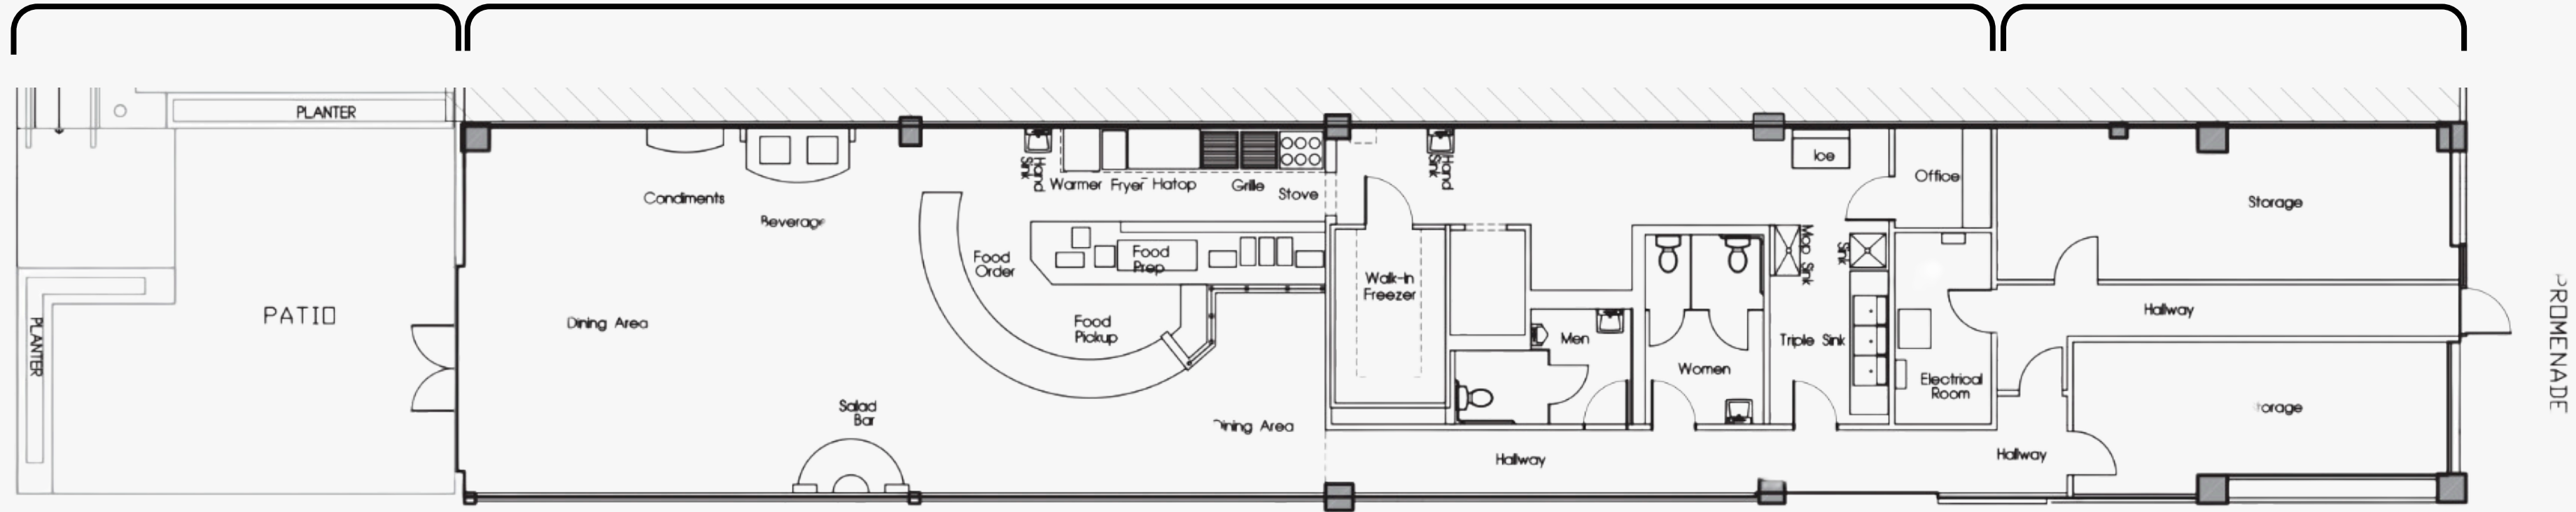 PLANTER
PLANTER
PATIO
Condiments
Beverage
Dining Area
Salad
Bar
Hand
Sink
Warmer Fryer Hatop Grille Stove
Food
Order
Food
Prep
Food
Pickup
ining Area
Hand
Sink
Walk-in
Freezer
Men
Women
Mop Sink
Sink
Triple Sink
Ice
Office
Electrical
Room
Hallway
Hallway
Storage
Hallway
orage
PROMENADE